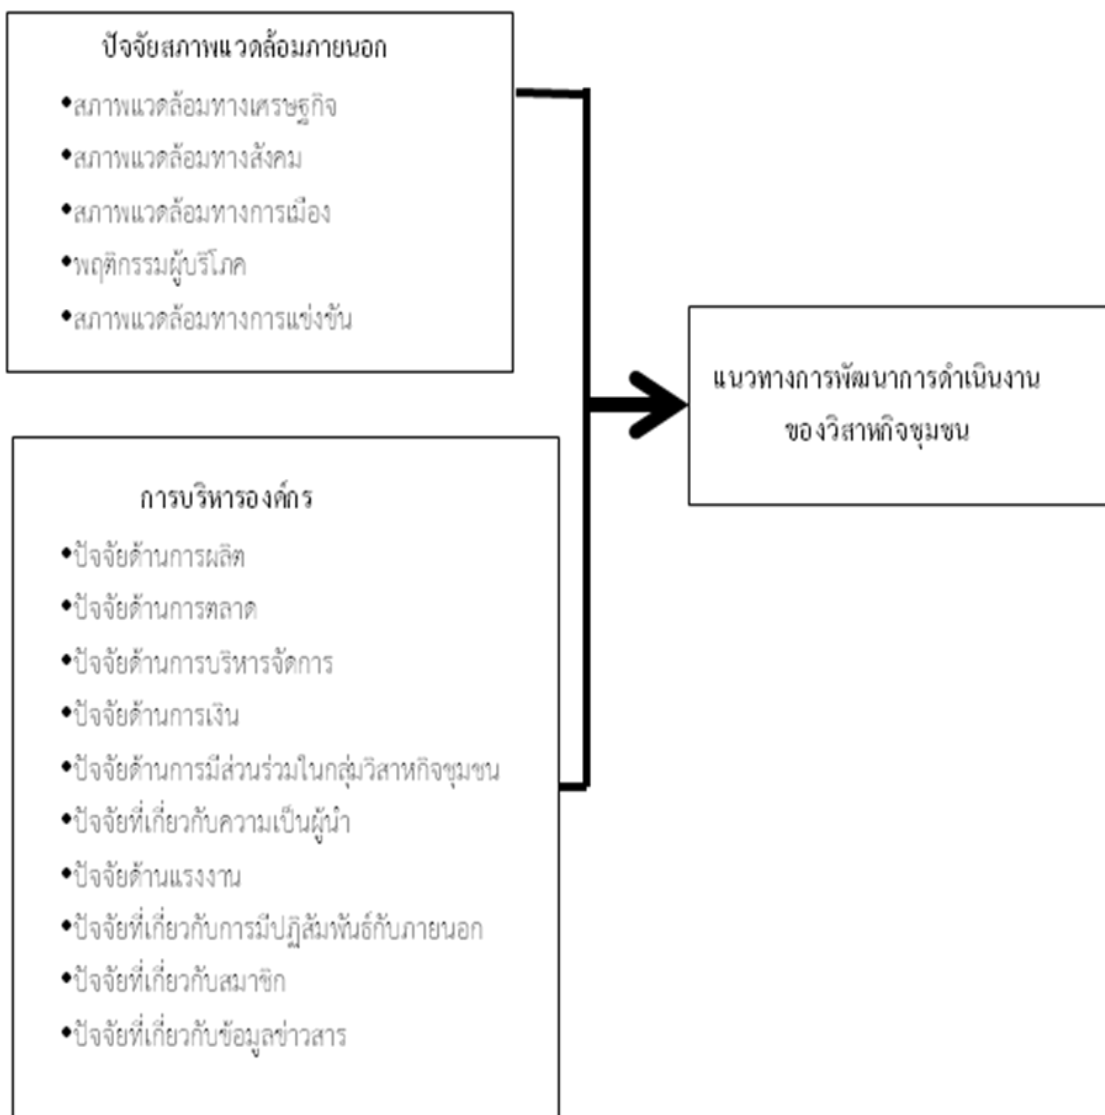 ปัจจัยสภาพแวดล้อมภายนอก
•สภาพแวดล้อมทางเศรษฐกิจ
•สภาพแวดล้อมทางสังคม
•สภาพแวดล้อมทางการเมือง
•พฤติกรรมผู้บริโภค
•สภาพแวดล้อมทางการแข่งขัน
การบริหารองค์กร
•ปัจจัยด้านการผลิต
•ปัจจัยด้านการตลาด
•ปัจจัยด้านการบริหารจัดการ
•ปัจจัยด้านการเงิน
•ปัจจัยด้านการมีส่วนร่วมในกลุ่มวิสาหกิจชุมชน
•ปัจจัยที่เกี่ยวกับความเป็นผู้นำ
•ปัจจัยด้านแรงงาน
•ปัจจัยที่เกี่ยวกับการมีปฏิสัมพันธ์กับภายนอก
•ปัจจัยที่เกี่ยวกับสมาชิก
•ปัจจัยที่เกี่ยวกับข้อมูลข่าวสาร
แนวทางการพัฒนาการดำเนินงาน
ของวิสาหกิจชุมชน